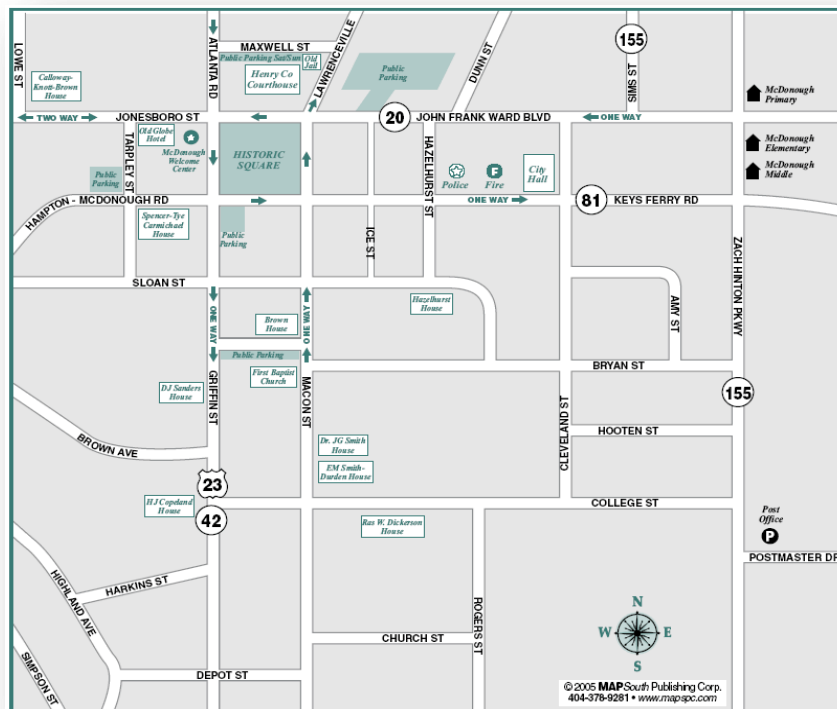 LOWE ST
ATLANTA RD
MAXWELL ST
LAWRENCEVILLE
DUNN ST
155
SIMS ST
Public Parking Sat/Sun
Old
Jail
Henry Co
Courthouse
Public
Parking
Calloway-
Knott-Brown
House
McDonough
Primary
TWO WAY
JONESBORO ST
20
JOHN FRANK WARD BLVD
ONE WAY
Old Globe
Hotel
McDonough
Welcome
Center
TARPLEY ST
HISTORIC
SQUARE
HAZELHURST ST
McDonough
Elementary
McDonough
Middle
Public
Parking
Police
Fire
F
City
Hall
HAMPTON - MCDONOUGH RD
ONE WAY
81
KEYS FERRY RD
Spencer-Tye
Carmichael
House
Public
Parking
ICE ST
ZACH HINTON PKWY
SLOAN ST
ONE WAY
ONE WAY
Brown
House
Hazelhurst
House
AMY ST
Public Parking
First Baptist
Church
BRYAN ST
DJ Sanders
House
GRIFFIN ST
MACON ST
CLEVELAND ST
155
BROWN AVE
HOOTEN ST
Dr. JG Smith
House
EM Smith-
Durden House
23
HJ Copeland
House
42
COLLEGE ST
Ras W. Dickerson
House
Post
Office
P
POSTMASTER DR
HIGHLAND AVE
HARKINS ST
ROGERS ST
CHURCH ST
SIMPSON ST
DEPOT ST
N
W
E
S
© 2005 MAPSouth Publishing Corp.
404-378-9281 • www.mapspc.com